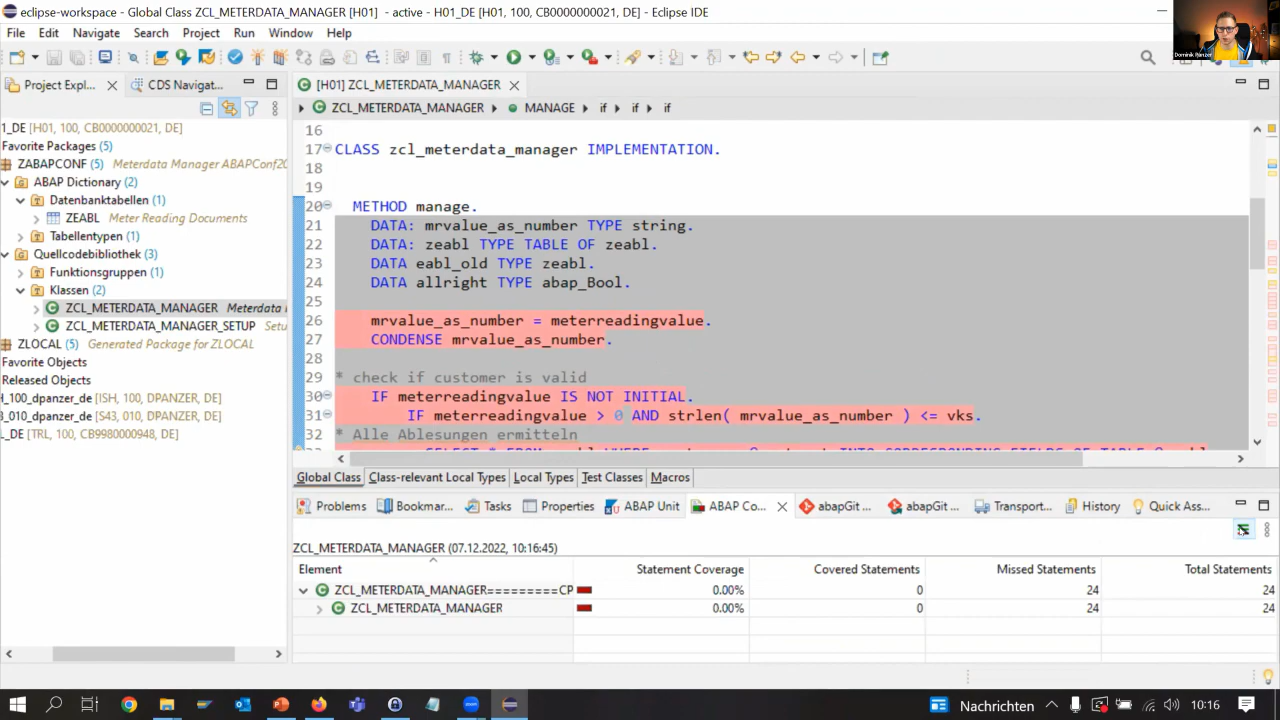 eclipse-workspace - Global Class ZCL_METERDATA_MANAGER [H01] - active - H01_DE [H01, 100, CB0000000021, DE] - Eclipse IDE
File Edit Navigate Search Project Run Window Help
Project Explor... CDS Navigat...
[H01] ZCL_METERDATA_MANAGER
ZCL_METERDATA_MANAGER MANAGE if if if
1_DE [H01, 100, CB0000000021, DE]
Favorite Packages (5)
ZABAPCONF (5) Meterdata Manager ABAPConf20
ABAP Dictionary (2)
Datenbanktabellen (1)
ZEABL Meter Reading Documents
Tabellentypen (1)
Quellcodebibliothek (3)
Funktionsgruppen (1)
Klassen (2)
ZCL_METERDATA_MANAGER Meterdata
ZCL_METERDATA_MANAGER_SETUP Setu
ZLOCAL (5) Generated Package for ZLOCAL
Favorite Objects
Released Objects
H_100_dpanzer_de [ISH, 100, DPANZER, DE]
3_010_dpanzer_de [S43, 010, DPANZER, DE]
L_DE [TRL, 100, CB9980000948, DE]
16
17 CLASS zcl_meterdata_manager IMPLEMENTATION.
18
19
20 METHOD manage.
21 DATA: mrvalue_as_number TYPE string.
22 DATA: zeabl TYPE TABLE OF zeabl.
23 DATA eabl_old TYPE zeabl.
24 DATA allright TYPE abap_Bool.
25
26 mrvalue_as_number = meterreadingvalue.
27 CONDENSE mrvalue_as_number.
28
29 * check if customer is valid
30 IF meterreadingvalue IS NOT INITIAL.
31 IF meterreadingvalue > 0 AND strlen( mrvalue_as_number ) <= vks.
32 * Alle Ablesungen ermitteln
Global Class Class-relevant Local Types Local Types Test Classes Macros
Problems Bookmar... Tasks Properties ABAP Unit ABAP Co... abapGit ... abapGit ... Transport... History Quick Ass...
ZCL_METERDATA_MANAGER (07.12.2022, 10:16:45)
Element Statement Coverage Covered Statements Missed Statements Total Statements
ZCL_METERDATA_MANAGER=========CP 0.00% 0 24 24
ZCL_METERDATA_MANAGER 0.00% 0 24 24
Nachrichten 10:16